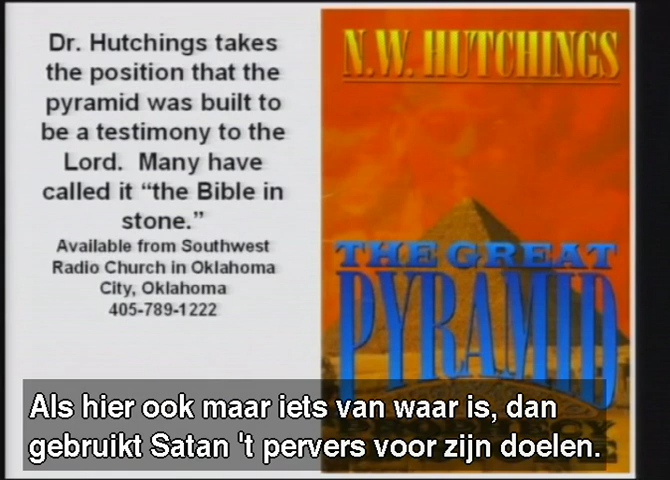 Dr. Hutchings takes
the position that the
pyramid was built to
be a testimony to the
Lord. Many have
called it “the Bible in
stone.”
Available from Southwest
Radio Church in Oklahoma
City, Oklahoma
405-789-1222
N.W. HUTCHINGS
THE GREAT
PYRAMID
PROPHECY
Als hier ook maar iets van waar is, dan
gebruikt Satan 't pervers voor zijn doelen.